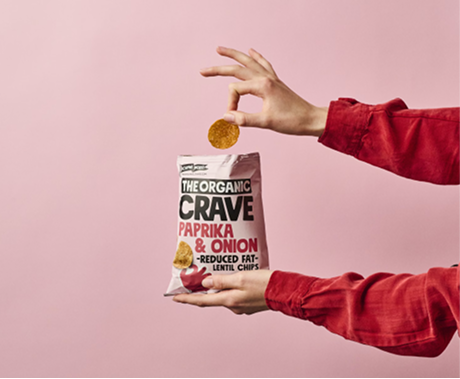 THE ORGANIC
CRAVE
PAPRIKA
& ONION
-REDUCED FAT-
LENTIL CHIPS